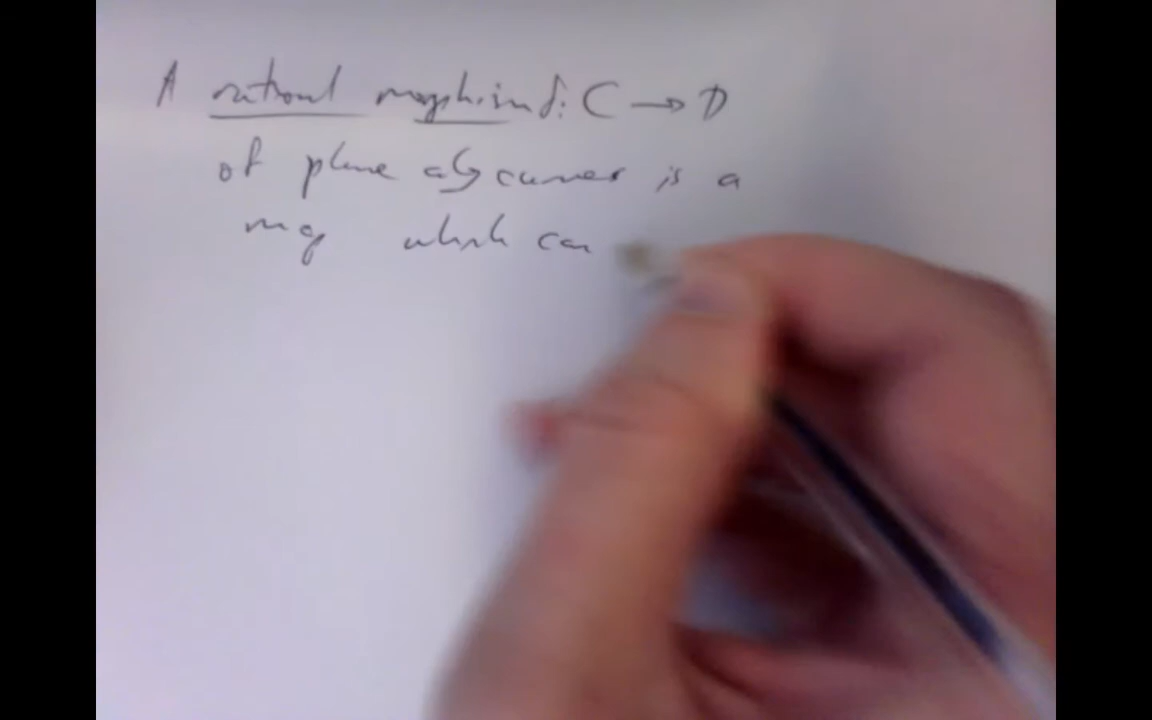 A rational morphism f: C → D
of plane alg curves is a
map which can